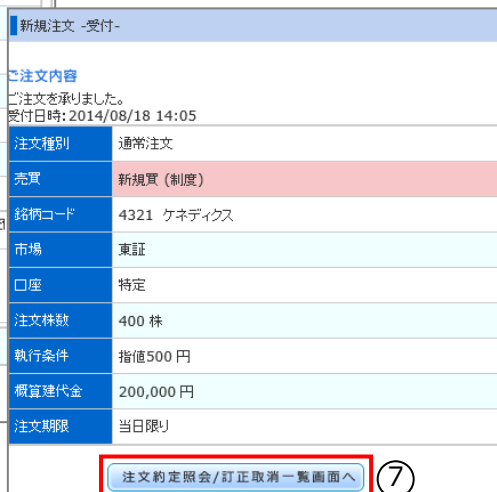 新規注文 -受付-
ご注文内容
ご注文を承りました。
受付日時:2014/08/18 14:05
注文種別 通常注文
売買 新規買 (制度)
銘柄コード 4321 ケネディクス
市場 東証
口座 特定
注文株数 400 株
執行条件 指値500 円
概算建代金 200,000 円
注文期限 当日限り
注文約定照会/訂正取消一覧画面へ ⑦